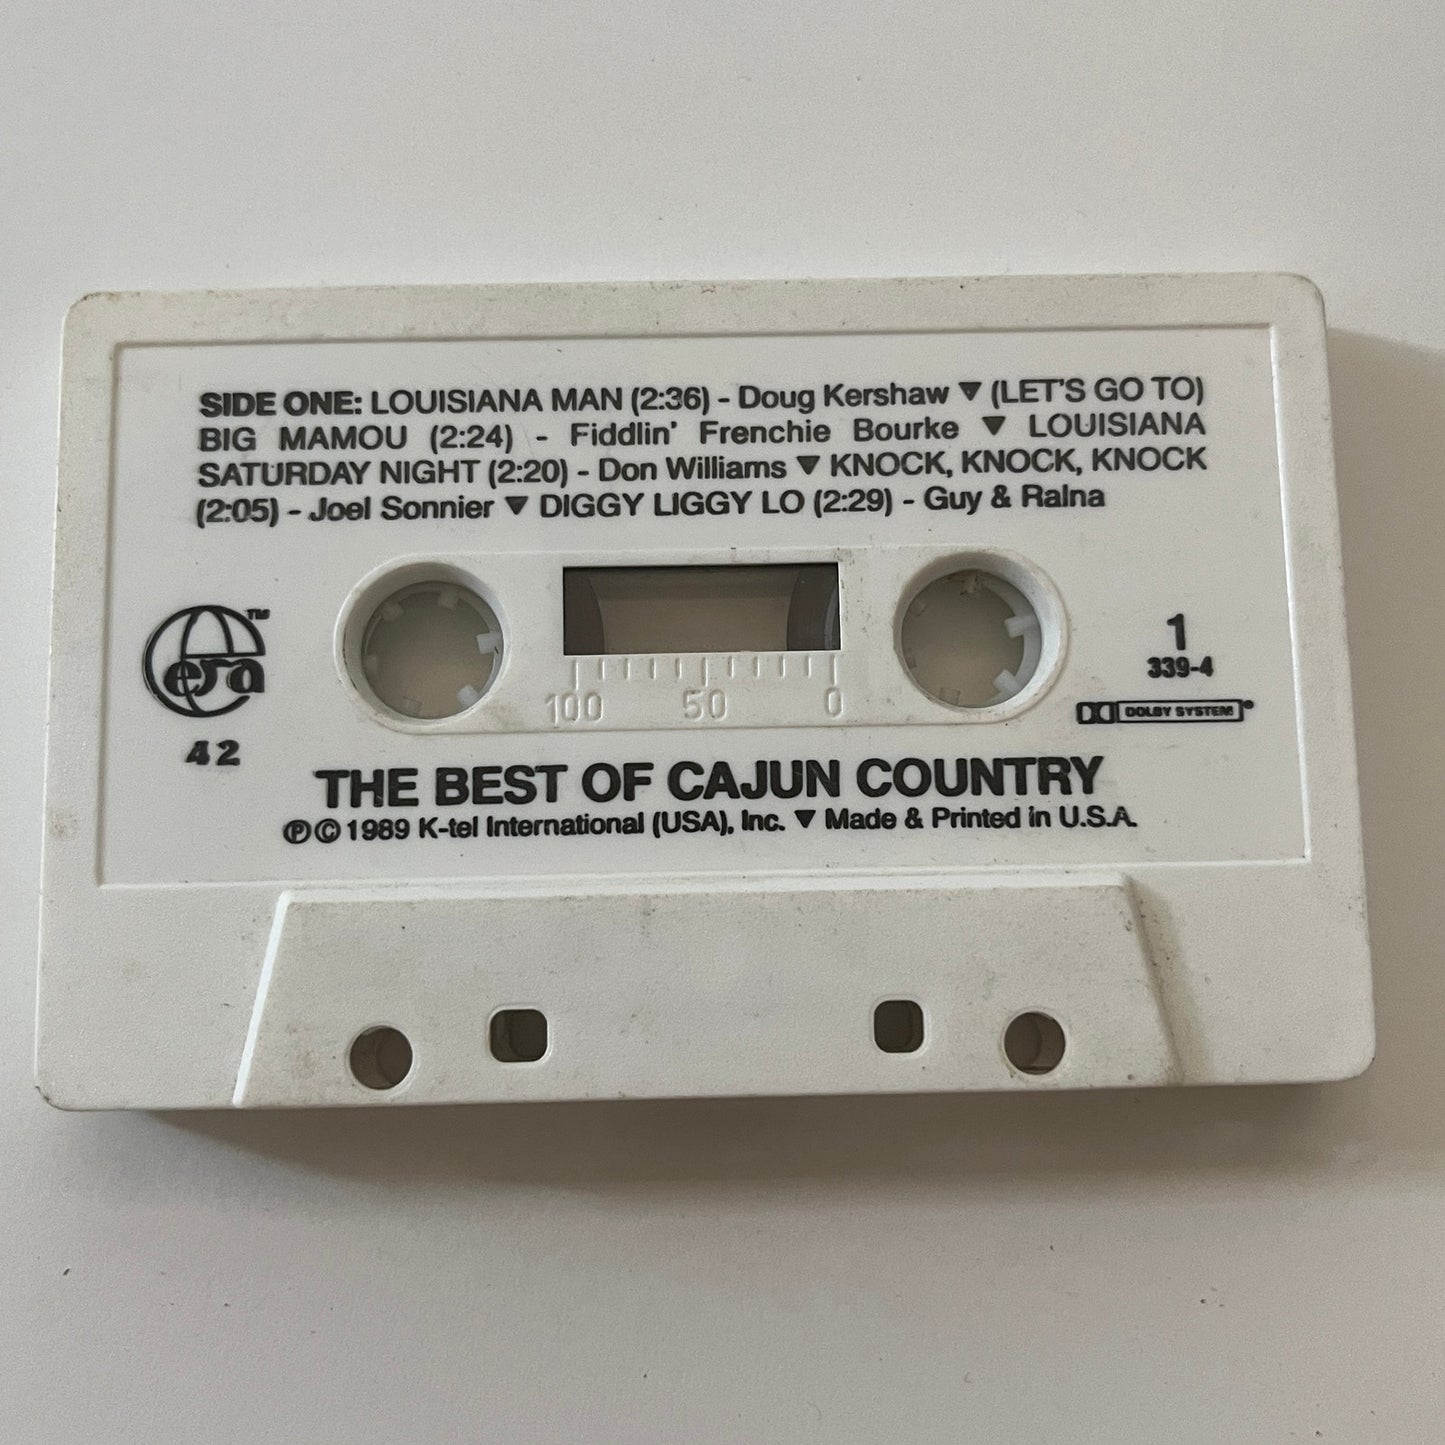 SIDE ONE: LOUISIANA MAN (2:36) - Doug Kershaw ▼ (LET'S GO TO)
BIG MAMOU (2:24) - Fiddlin' Frenchie Bourke ▼ LOUISIANA
SATURDAY NIGHT (2:20) - Don Williams ▼ KNOCK, KNOCK, KNOCK
(2:05) - Joel Sonnier ▼ DIGGY LIGGY LO (2:29) - Guy & Ralna
era TM
42
100 50 0
1
339-4
DOLBY SYSTEM®
THE BEST OF CAJUN COUNTRY
℗© 1989 K-tel International (USA), Inc. ▼ Made & Printed in U.S.A.